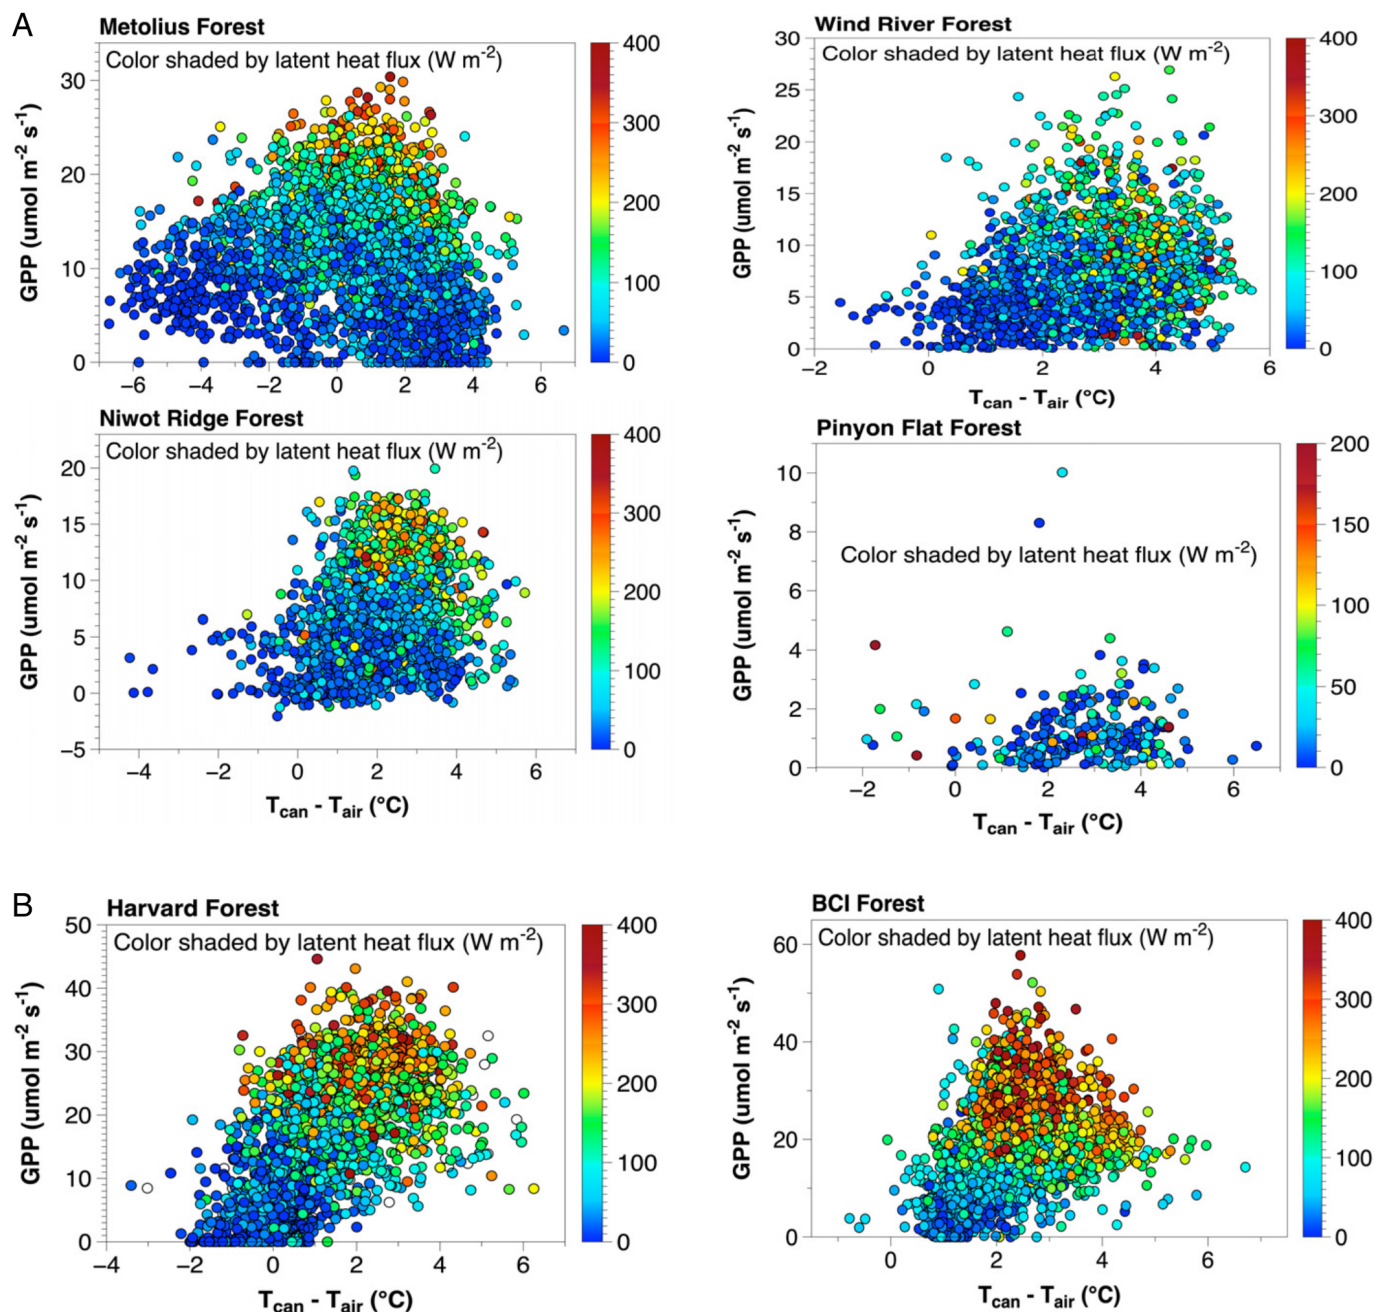 A
Metolius Forest
Color shaded by latent heat flux (W m-2)
GPP (umol m-2 s-1)
30
20
10
0
−6 −4 −2 0 2 4 6
400
300
200
100
0
Wind River Forest
Color shaded by latent heat flux (W m-2)
GPP (umol m-2 s-1)
30
25
20
15
10
5
0
−2 0 2 4 6
Tcan - Tair (°C)
400
300
200
100
0
Niwot Ridge Forest
Color shaded by latent heat flux (W m-2)
GPP (umol m-2 s-1)
20
15
10
5
0
−5
−4 −2 0 2 4 6
Tcan - Tair (°C)
400
300
200
100
0
Pinyon Flat Forest
Color shaded by latent heat flux (W m-2)
GPP (umol m-2 s-1)
10
8
6
4
2
0
−2 0 2 4 6
Tcan - Tair (°C)
200
150
100
50
0
B
Harvard Forest
Color shaded by latent heat flux (W m-2)
GPP (umol m-2 s-1)
50
40
30
20
10
0
−4 −2 0 2 4 6
Tcan - Tair (°C)
400
300
200
100
0
BCI Forest
Color shaded by latent heat flux (W m-2)
GPP (umol m-2 s-1)
60
40
20
0
0 2 4 6
Tcan - Tair (°C)
400
300
200
100
0